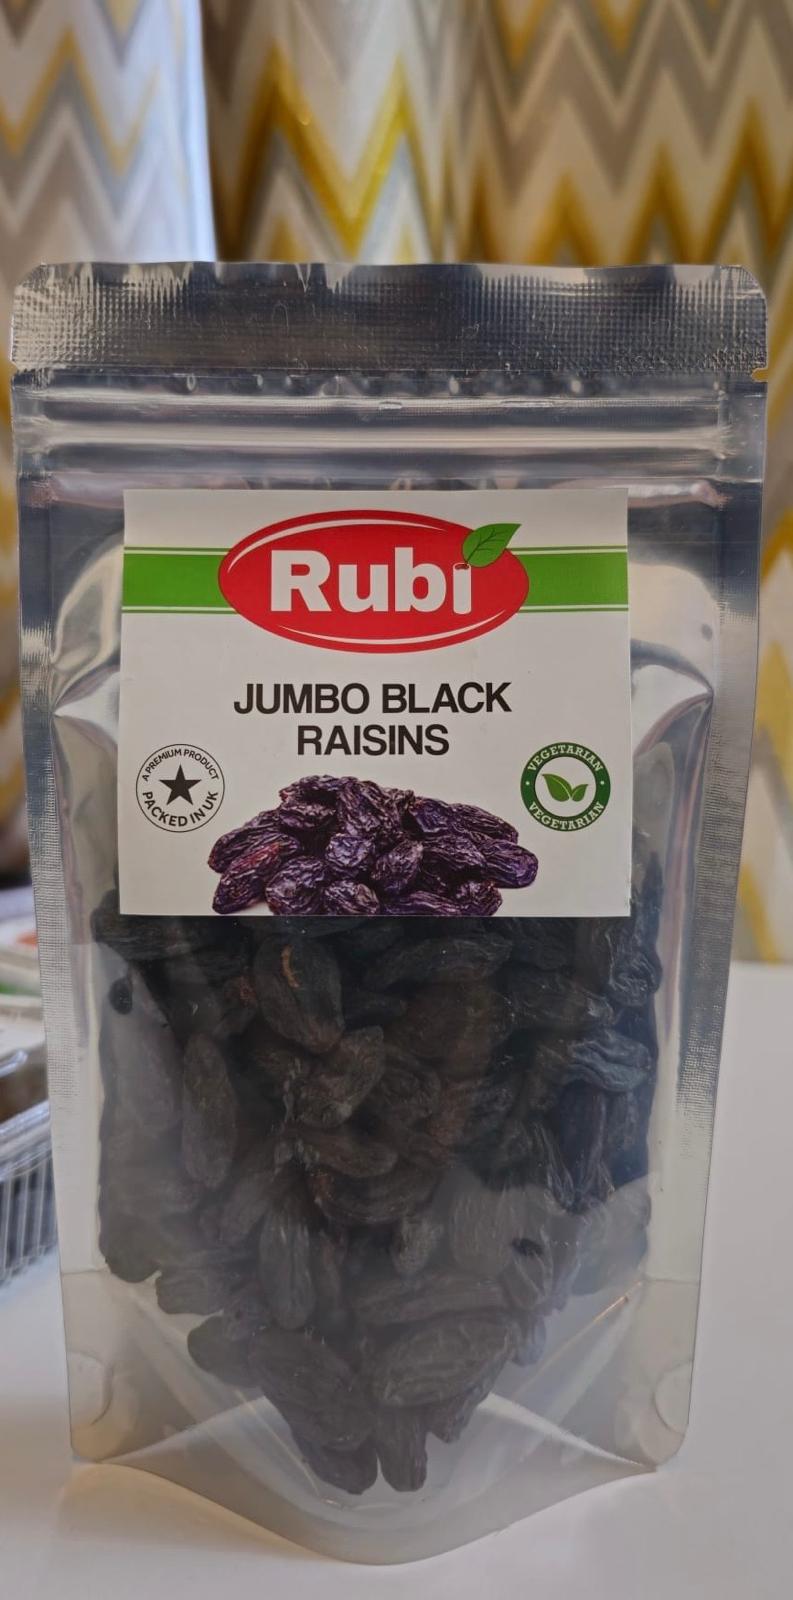 Rubi
JUMBO BLACK
RAISINS
A PREMIUM PRODUCT
PACKED IN UK
VEGETARIAN
VEGETARIAN